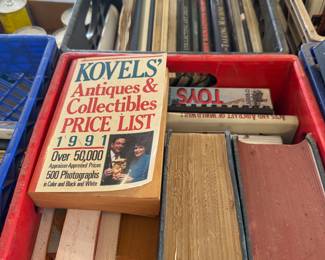 KOVELS'
Antiques &
Collectibles
PRICE LIST
1991
Over 50,000
Appraiser-Approved Prices
500 Photographs
in Color and Black and White
TOYS